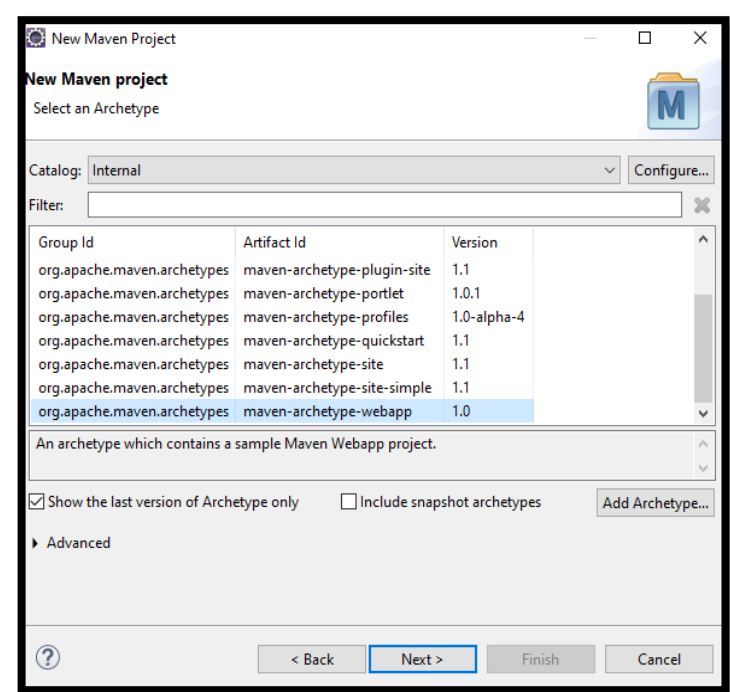 New Maven Project
New Maven project
Select an Archetype
M
Catalog: Internal Configure...
Filter:
Group Id Artifact Id Version
org.apache.maven.archetypes maven-archetype-plugin-site 1.1
org.apache.maven.archetypes maven-archetype-portlet 1.0.1
org.apache.maven.archetypes maven-archetype-profiles 1.0-alpha-4
org.apache.maven.archetypes maven-archetype-quickstart 1.1
org.apache.maven.archetypes maven-archetype-site 1.1
org.apache.maven.archetypes maven-archetype-site-simple 1.1
org.apache.maven.archetypes maven-archetype-webapp 1.0
An archetype which contains a sample Maven Webapp project.
Show the last version of Archetype only Include snapshot archetypes Add Archetype...
Advanced
? < Back Next > Finish Cancel